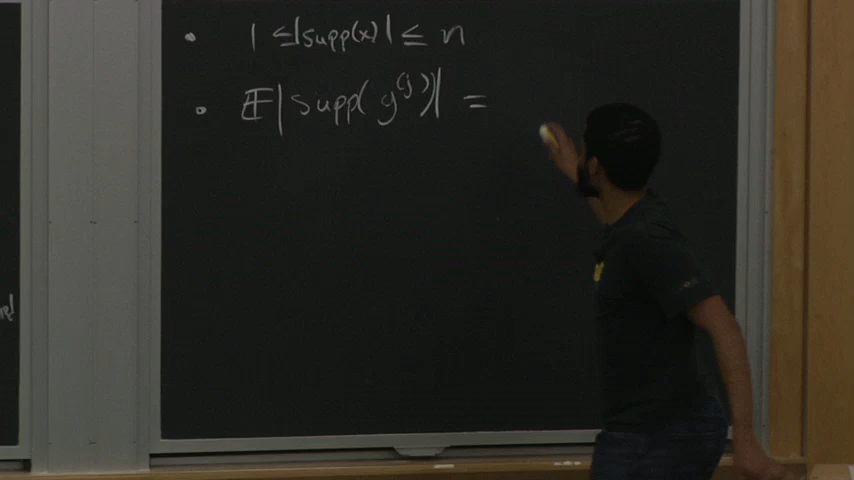 • 1 ≤ |supp(x)| ≤ n
• 𝔼|supp(y^(j))| =